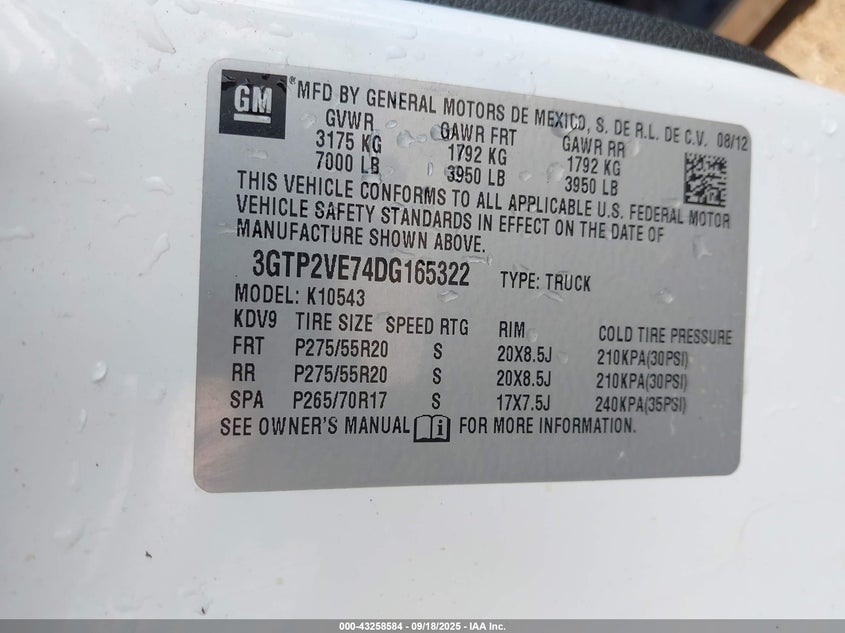 GM ® MFD BY GENERAL MOTORS DE MEXICO, S. DE R.L. DE C.V. 08/12
GVWR GAWR FRT GAWR RR
3175 KG 1792 KG 1792 KG
7000 LB 3950 LB 3950 LB
THIS VEHICLE CONFORMS TO ALL APPLICABLE U.S. FEDERAL MOTOR
VEHICLE SAFETY STANDARDS IN EFFECT ON THE DATE OF
MANUFACTURE SHOWN ABOVE.
3GTP2VE74DG165322 TYPE: TRUCK
MODEL: K10543
KDV9 TIRE SIZE SPEED RTG RIM COLD TIRE PRESSURE
FRT P275/55R20 S 20X8.5J 210KPA(30PSI)
RR P275/55R20 S 20X8.5J 210KPA(30PSI)
SPA P265/70R17 S 17X7.5J 240KPA(35PSI)
SEE OWNER'S MANUAL i FOR MORE INFORMATION.
000-43258584 - 09/18/2025 - IAA Inc.